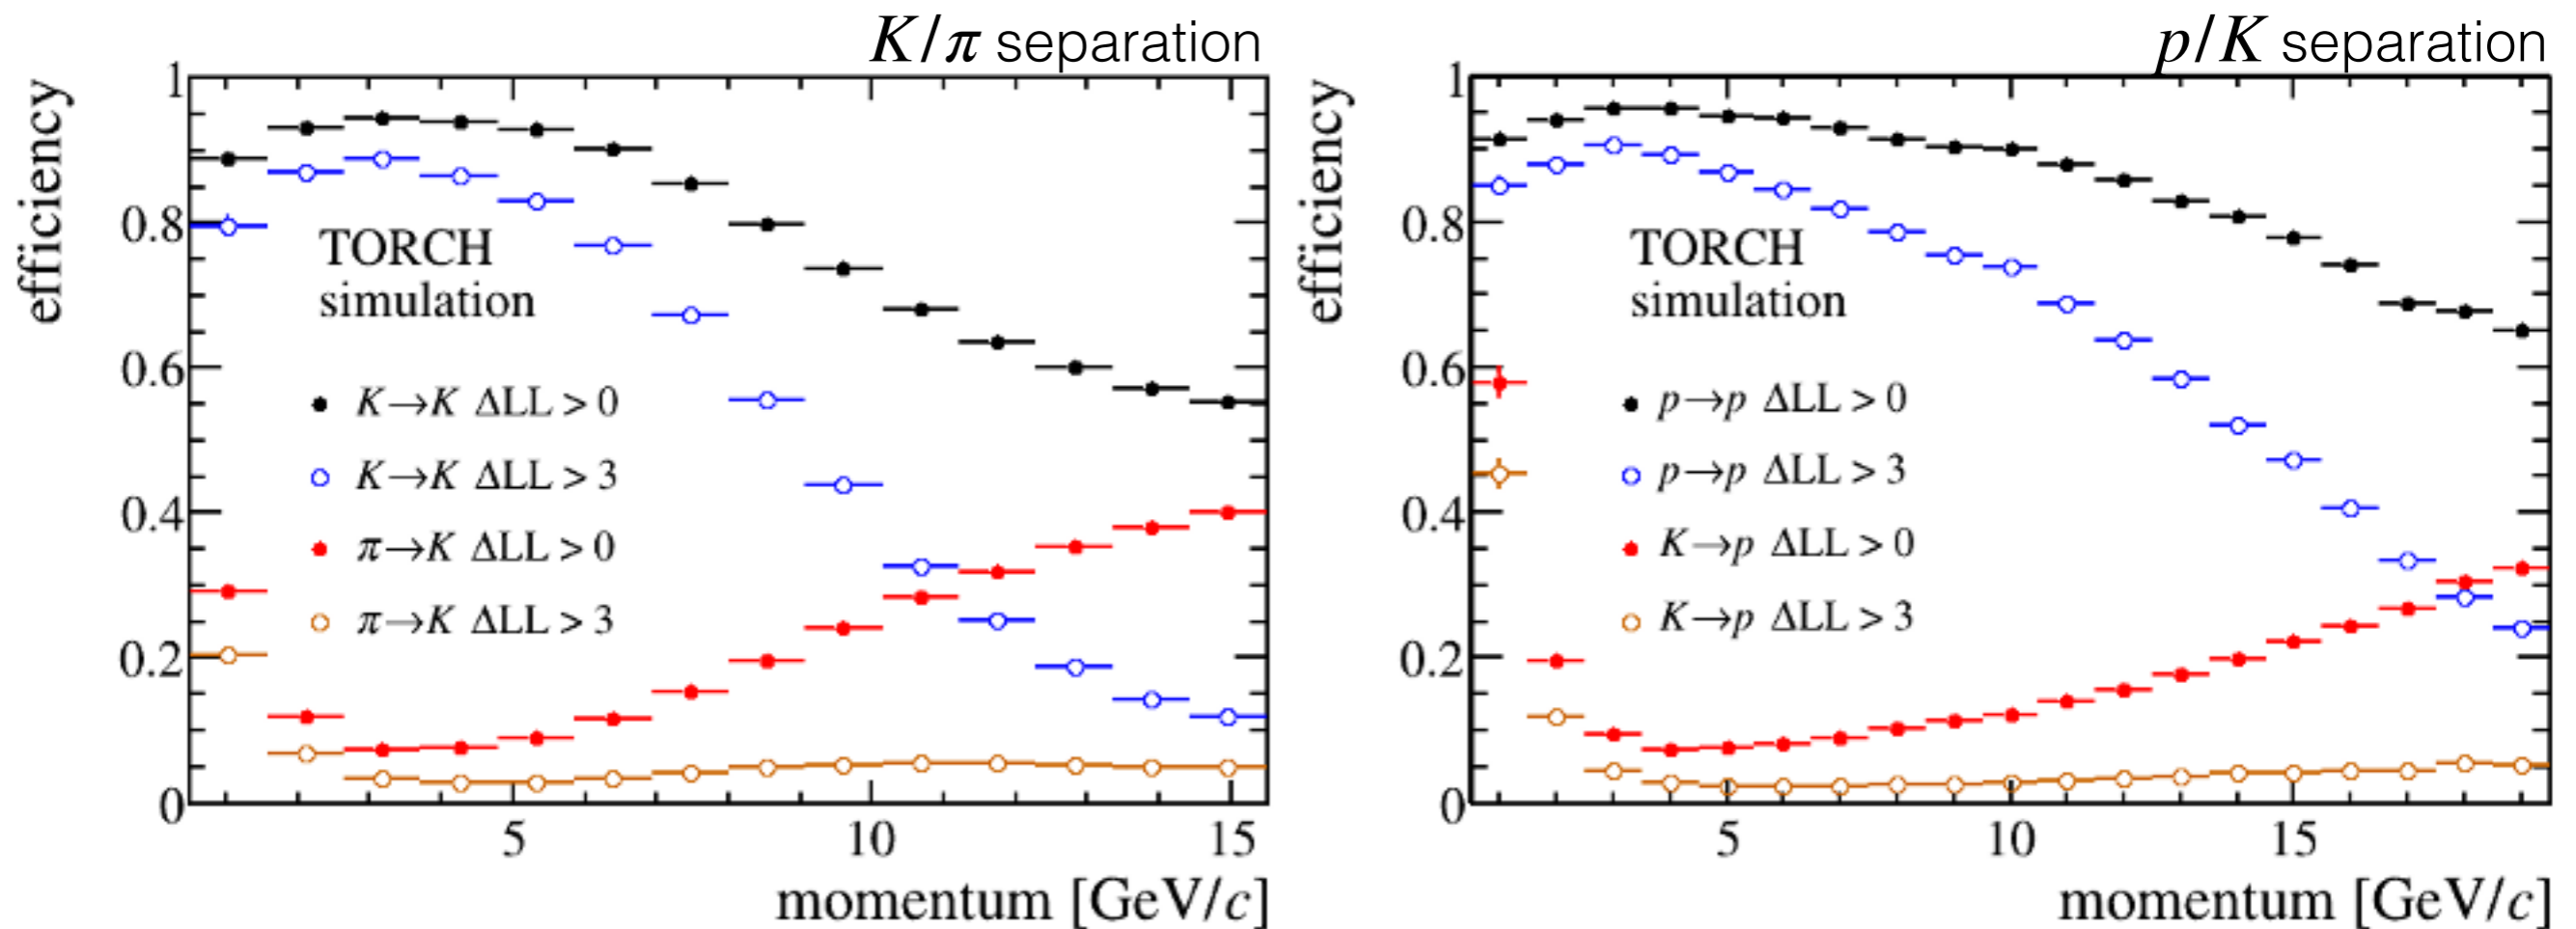 K/π separation
efficiency
1
0.8
0.6
0.4
0.2
0
TORCH
simulation
K→K ΔLL > 0
K→K ΔLL > 3
π→K ΔLL > 0
π→K ΔLL > 3
5 10 15
momentum [GeV/c]
p/K separation
efficiency
1
0.8
0.6
0.4
0.2
0
TORCH
simulation
p→p ΔLL > 0
p→p ΔLL > 3
K→p ΔLL > 0
K→p ΔLL > 3
5 10 15
momentum [GeV/c]